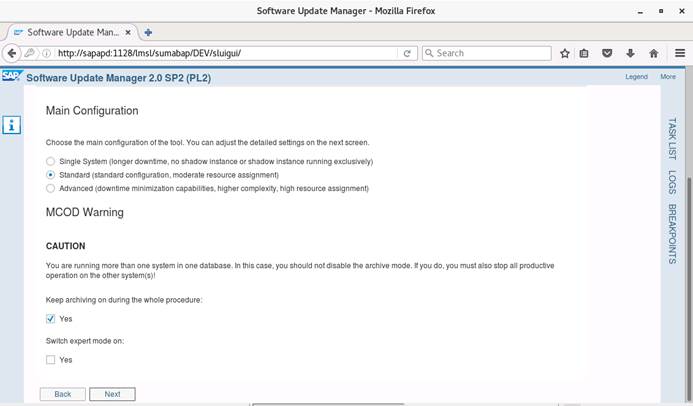 Software Update Manager - Mozilla Firefox
Software Update Man...
http://sapapd:1128/lmsl/sumabap/DEV/sluigui/
Search
SAP
Software Update Manager 2.0 SP2 (PL2)
Legend
More
Main Configuration
Choose the main configuration of the tool. You can adjust the detailed settings on the next screen.
Single System (longer downtime, no shadow instance or shadow instance running exclusively)
Standard (standard configuration, moderate resource assignment)
Advanced (downtime minimization capabilities, higher complexity, high resource assignment)
MCOD Warning
CAUTION
You are running more than one system in one database. In this case, you should not disable the archive mode. If you do, you must also stop all productive
operation on the other system(s)!
Keep archiving on during the whole procedure:
Yes
Switch expert mode on:
Yes
Back
Next
TASK LIST
LOGS
BREAKPOINTS